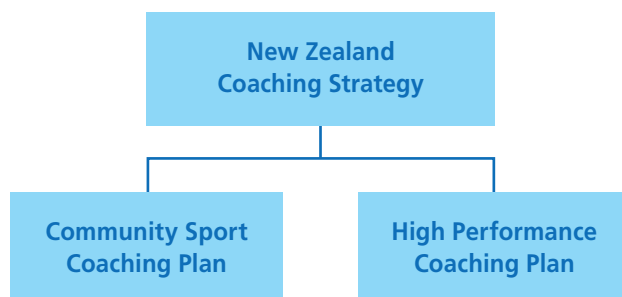 New Zealand
Coaching Strategy
Community Sport
Coaching Plan
High Performance
Coaching Plan